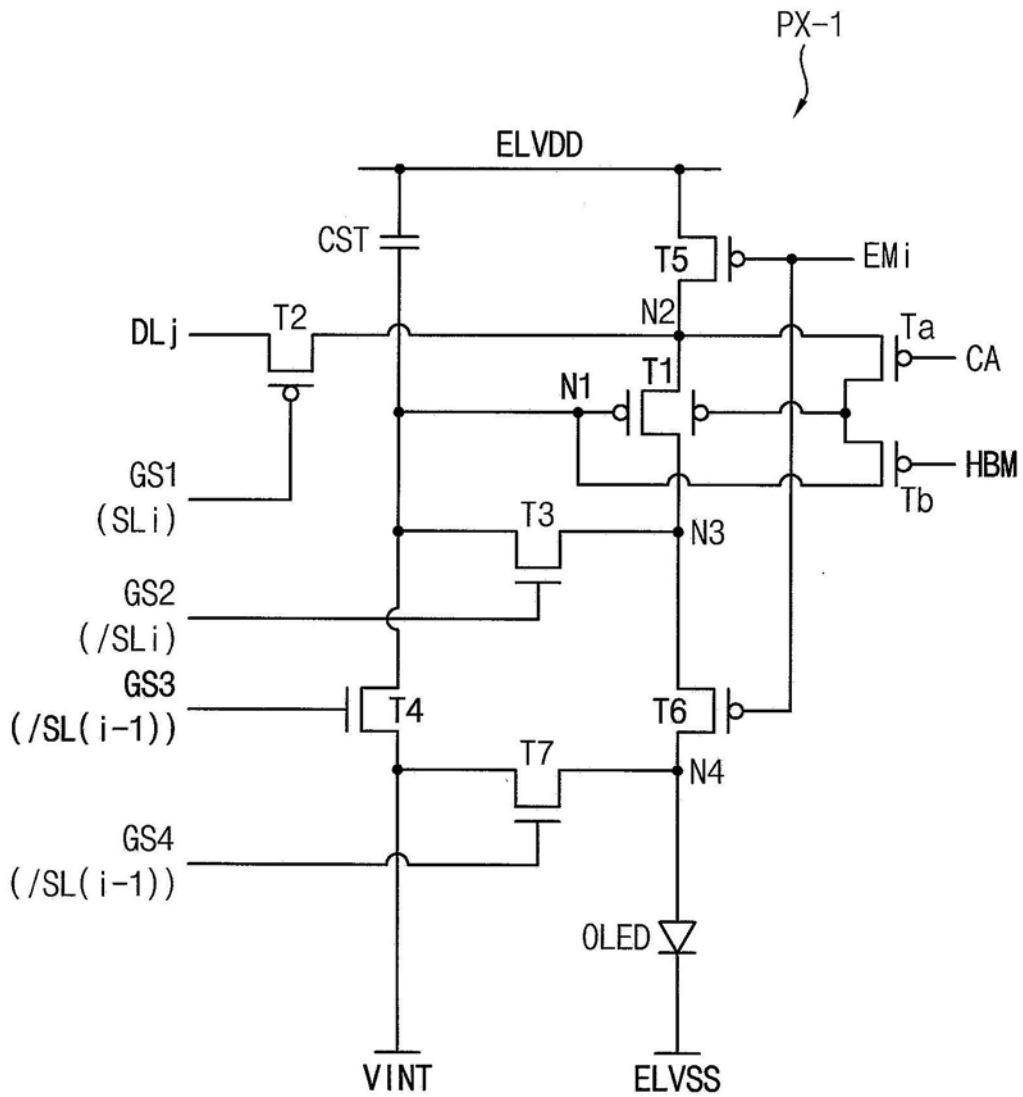 PX-1
ELVDD
CST
T5
EMi
T2
N2
DLj
Ta
CA
T1
N1
GS1
(SLi)
HBM
Tb
T3
N3
GS2
(/SLi)
GS3
(/SL(i-1))
T4
T6
T7
N4
GS4
(/SL(i-1))
OLED
VINT
ELVSS